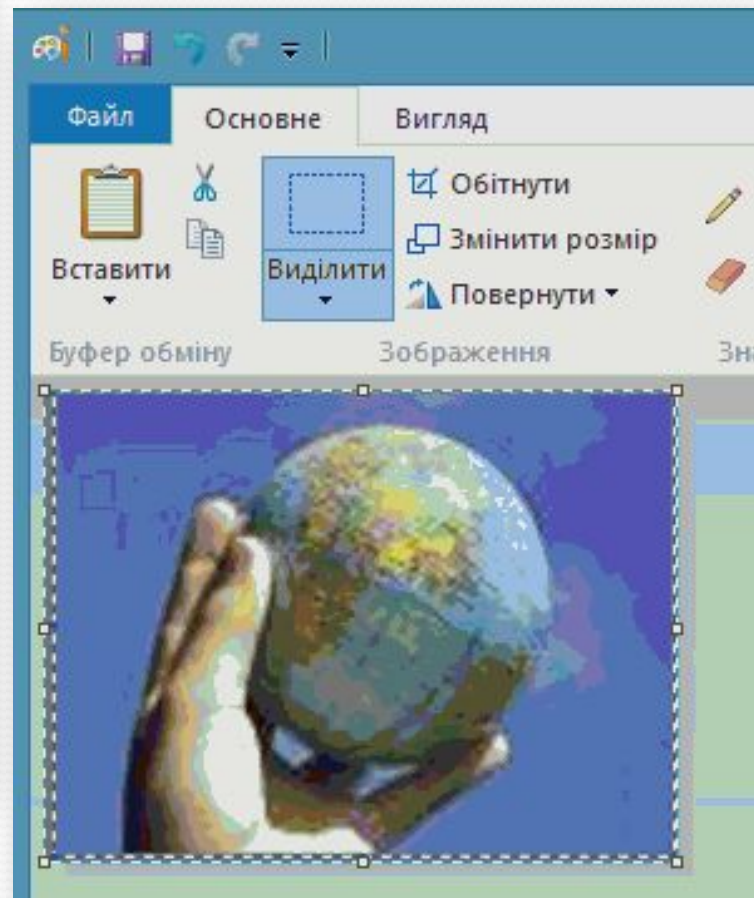 Файл Основне Вигляд
Вставити
Виділити
Обітнути
Змінити розмір
Повернути
Буфер обміну
Зображення